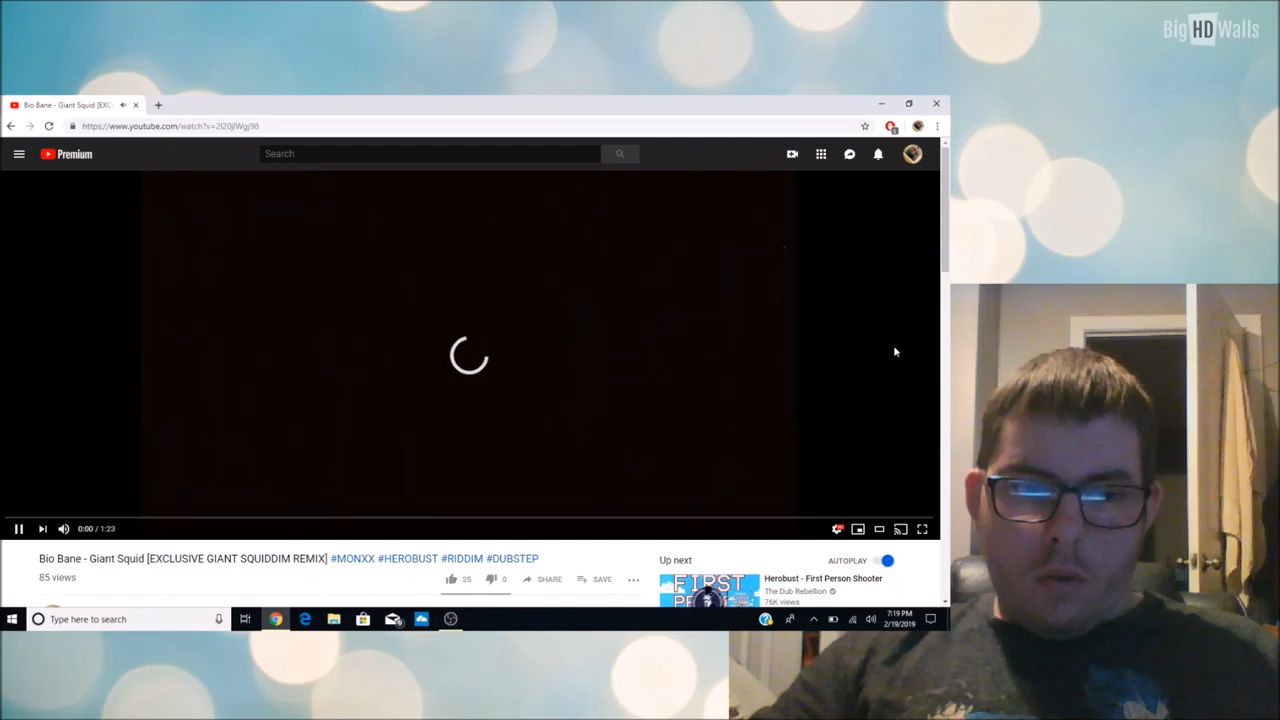 Big HD Walls
Bio Bane - Giant Squid [EXC
https://www.youtube.com/watch?v=2I20jIWgj98
Premium
Search
0:00 / 1:23
Bio Bane - Giant Squid [EXCLUSIVE GIANT SQUIDDIM REMIX] #MONXX #HEROBUST #RIDDIM #DUBSTEP
85 views
25
0
SHARE
SAVE
Up next
AUTOPLAY
FIRST
Herobust - First Person Shooter
The Dub Rebellion
76K views
Type here to search
7:19 PM
2/19/2019